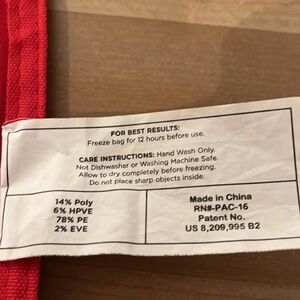 FOR BEST RESULTS:
Freeze bag for 12 hours before use.
CARE INSTRUCTIONS: Hand Wash Only.
Not Dishwasher or Washing Machine Safe.
Allow to dry completely before freezing.
Do not place sharp objects inside.
14% Poly
6% HPVE
78% PE
2% EVE
Made in China
RN#-PAC-16
Patent No.
US 8,209,995 B2